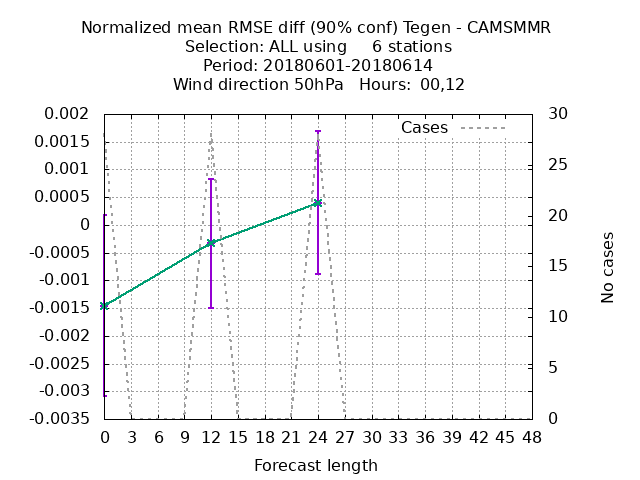 Normalized mean RMSE diff (90% conf) Tegen - CAMSMMR
Selection: ALL using     6 stations
Period: 20180601-20180614
Wind direction 50hPa   Hours:  00,12
Cases
0.002
0.0015
0.001
0.0005
0
-0.0005
-0.001
-0.0015
-0.002
-0.0025
-0.003
-0.0035
30
25
20
15
10
5
0
No cases
0 3 6 9 12 15 18 21 24 27 30 33 36 39 42 45 48
Forecast length